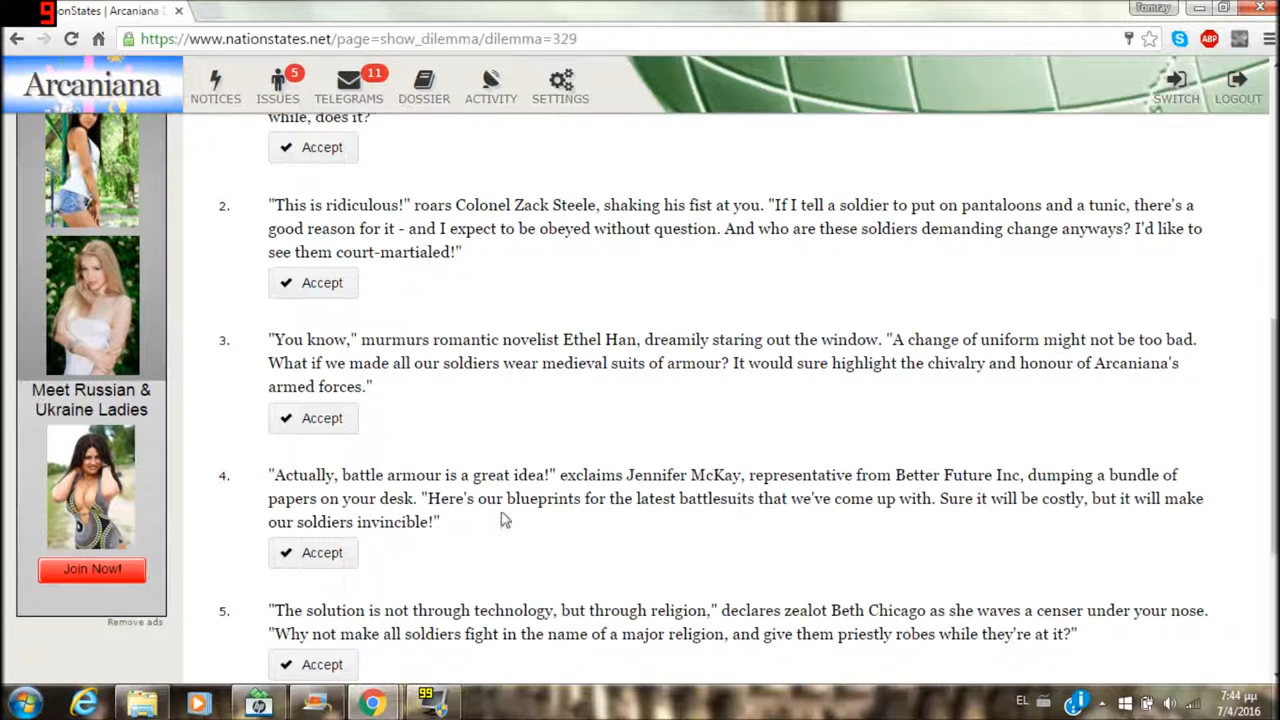 99
onStates | Arcaniana
Tomray
https://www.nationstates.net/page=show_dilemma/dilemma=329
ABP
Arcaniana
5
11
NOTICES
ISSUES
TELEGRAMS
DOSSIER
ACTIVITY
SETTINGS
SWITCH
LOGOUT
while, does it?"
Accept
2.
"This is ridiculous!" roars Colonel Zack Steele, shaking his fist at you. "If I tell a soldier to put on pantaloons and a tunic, there's a
good reason for it - and I expect to be obeyed without question. And who are these soldiers demanding change anyways? I'd like to
see them court-martialed!"
Accept
3.
"You know," murmurs romantic novelist Ethel Han, dreamily staring out the window. "A change of uniform might not be too bad.
What if we made all our soldiers wear medieval suits of armour? It would sure highlight the chivalry and honour of Arcaniana's
armed forces."
Accept
4.
"Actually, battle armour is a great idea!" exclaims Jennifer McKay, representative from Better Future Inc, dumping a bundle of
papers on your desk. "Here's our blueprints for the latest battlesuits that we've come up with. Sure it will be costly, but it will make
our soldiers invincible!"
Accept
5.
"The solution is not through technology, but through religion," declares zealot Beth Chicago as she waves a censer under your nose.
"Why not make all soldiers fight in the name of a major religion, and give them priestly robes while they're at it?"
Accept
Meet Russian &
Ukraine Ladies
Join Now!
Remove ads
99
EL
7:44 μμ
7/4/2016